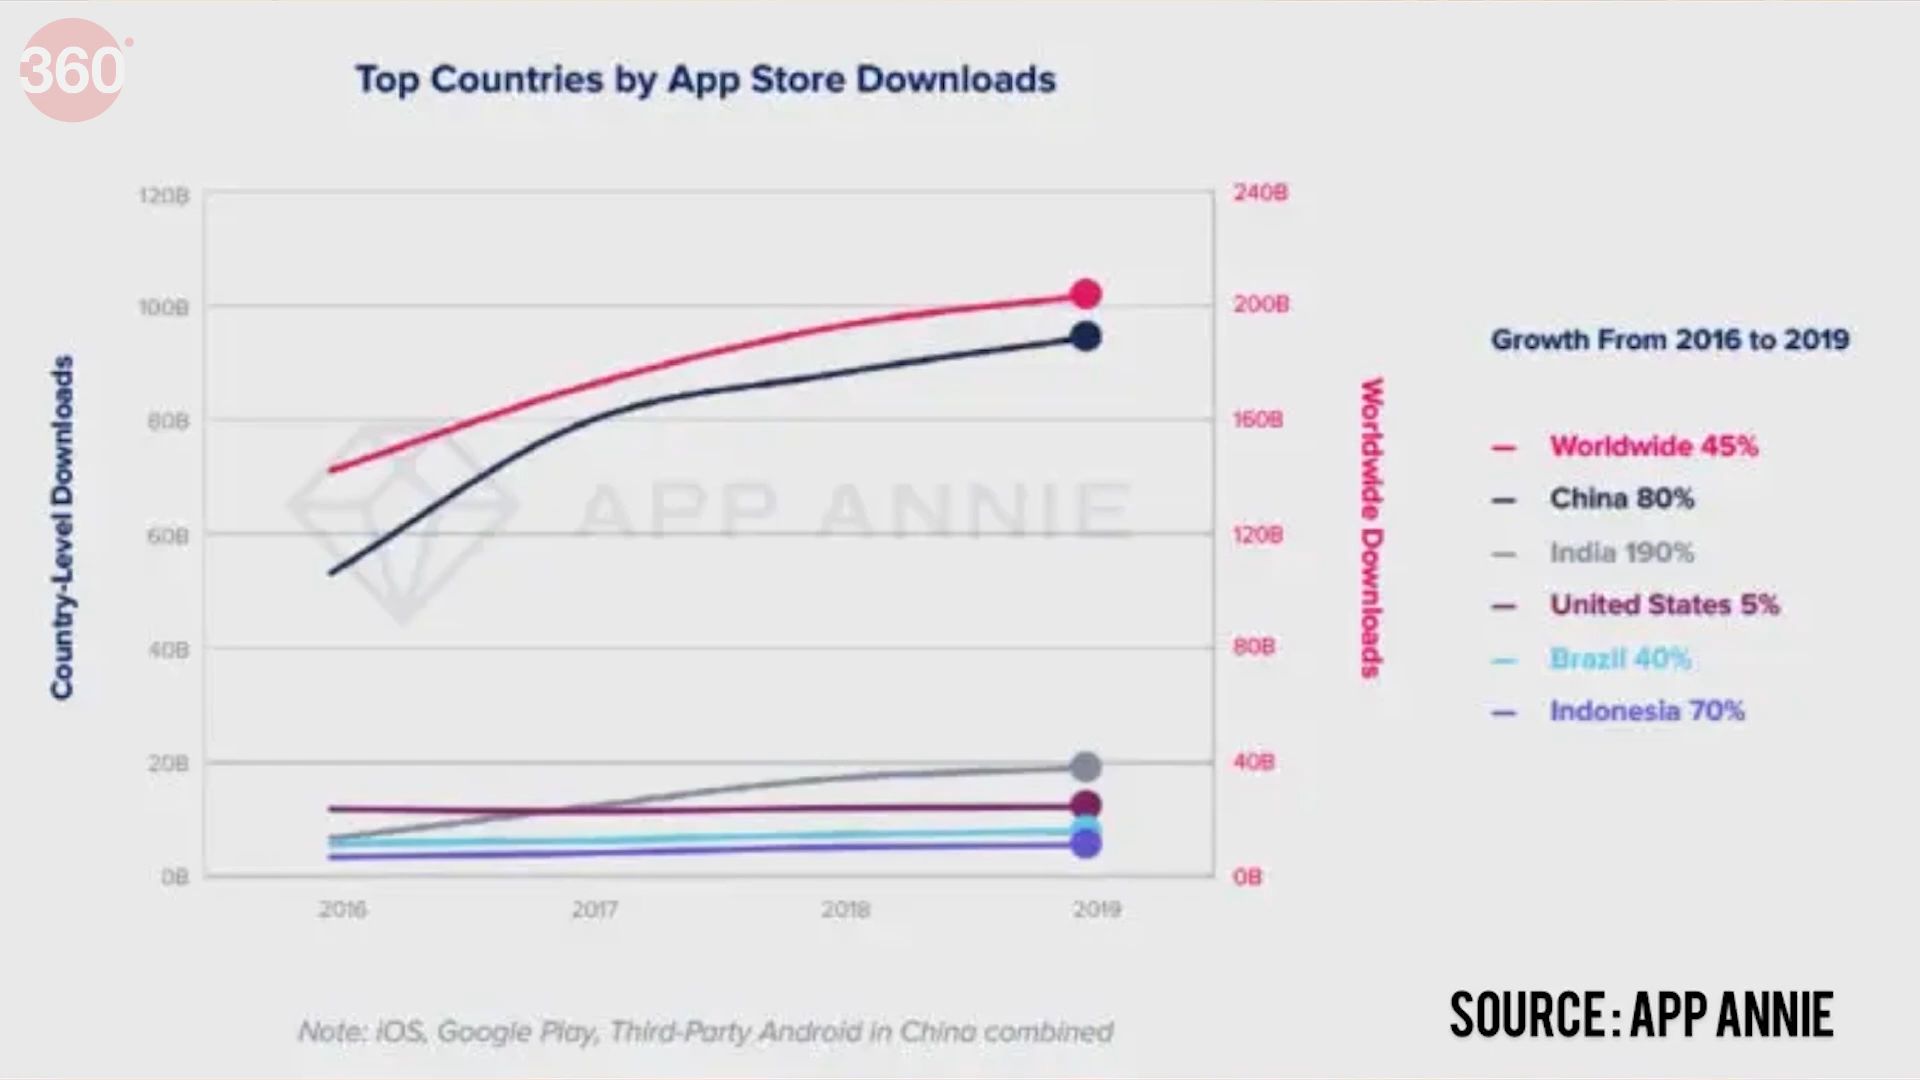 360°
Top Countries by App Store Downloads
120B
100B
80B
60B
40B
20B
0B
Country-Level Downloads
APP ANNIE
240B
200B
160B
120B
80B
40B
0B
Worldwide Downloads
2016 2017 2018 2019
Growth From 2016 to 2019
Worldwide 45%
China 80%
India 190%
United States 5%
Brazil 40%
Indonesia 70%
Note: iOS, Google Play, Third-Party Android in China combined
SOURCE: APP ANNIE